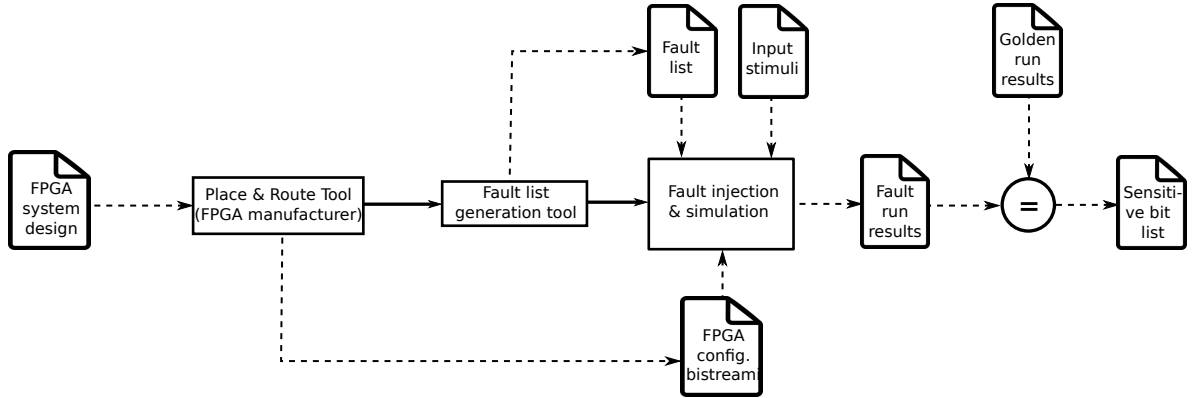 Fault
list
Input
stimuli
Golden
run
results
FPGA
system
design
Place & Route Tool
(FPGA manufacturer)
Fault list
generation tool
Fault injection
& simulation
Fault
run
results
=
Sensiti-
ve bit
list
FPGA
config.
bistreami